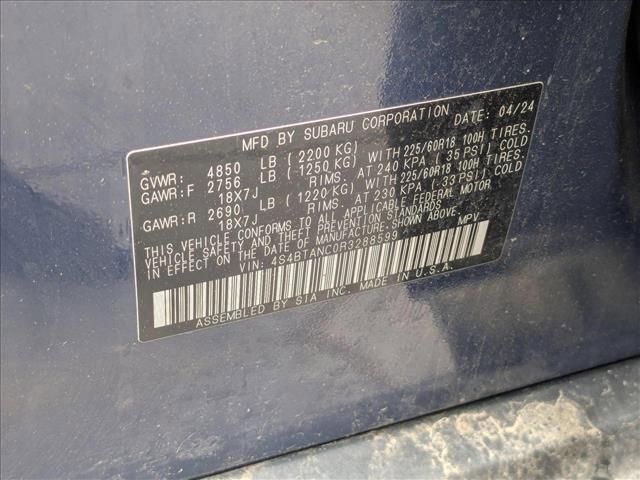 MFD BY SUBARU CORPORATION DATE: 04/24
GVWR: 4850 LB (2200 KG)
GAWR:F 2756 LB (1250 KG) WITH 225/60R18 100H TIRES.
18X7J RIMS. AT 240 KPA (35 PSI) COLD
GAWR:R 2690 LB (1220 KG) WITH 225/60R18 100H TIRES.
18X7J RIMS. AT 230 KPA (33 PSI) COLD
THIS VEHICLE CONFORMS TO ALL APPLICABLE FEDERAL MOTOR
VEHICLE SAFETY AND THEFT PREVENTION STANDARDS
IN EFFECT ON THE DATE OF MANUFACTURE SHOWN ABOVE.
VIN: 4S4BTANC0R3288599 MPV
ASSEMBLED BY SIA INC. MADE IN U.S.A.